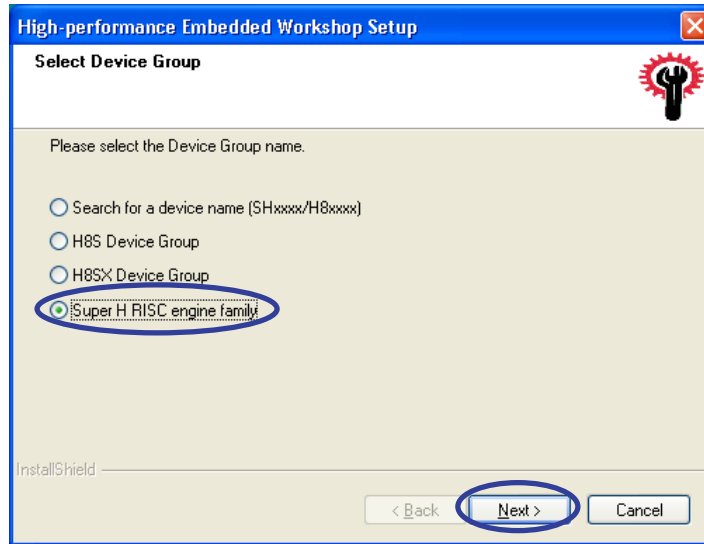 High-performance Embedded Workshop Setup
Select Device Group
Please select the Device Group name.
Search for a device name (SHxxxx/H8xxxx)
H8S Device Group
H8SX Device Group
Super H RISC engine family
InstallShield
< Back
Next >
Cancel